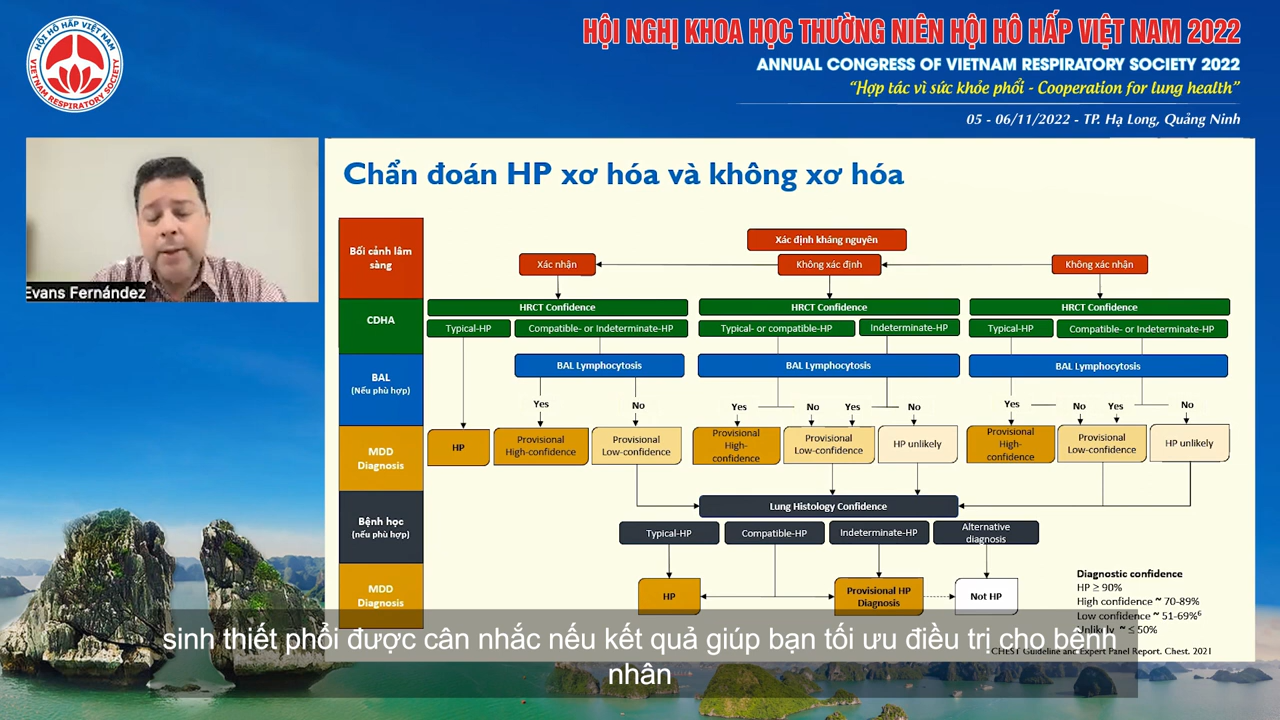 HỘI HÔ HẤP VIỆT NAM
VIETNAM RESPIRATORY SOCIETY
HỘI NGHỊ KHOA HỌC THƯỜNG NIÊN HỘI HÔ HẤP VIỆT NAM 2022
ANNUAL CONGRESS OF VIETNAM RESPIRATORY SOCIETY 2022
“Hợp tác vì sức khỏe phổi - Cooperation for lung health”
05 - 06/11/2022 - TP. Hạ Long, Quảng Ninh
Evans Fernández
Chẩn đoán HP xơ hóa và không xơ hóa
Bối cảnh lâm
sàng
Xác định kháng nguyên
Xác nhận
Không xác định
Không xác nhận
CDHA
HRCT Confidence
HRCT Confidence
HRCT Confidence
Typical-HP
Compatible- or Indeterminate-HP
Typical- or compatible-HP
Indeterminate-HP
Typical-HP
Compatible- or Indeterminate-HP
BAL
(Nếu phù hợp)
BAL Lymphocytosis
BAL Lymphocytosis
BAL Lymphocytosis
Yes
No
Yes
No
Yes
No
Yes
No
Yes
No
MDD
Diagnosis
HP
Provisional
High-confidence
Provisional
Low-confidence
Provisional
High-
confidence
Provisional
Low-confidence
HP unlikely
Provisional
High-
confidence
Provisional
Low-confidence
HP unlikely
Bệnh học
(nếu phù hợp)
Lung Histology Confidence
Typical-HP
Compatible-HP
Indeterminate-HP
Alternative
diagnosis
MDD
Diagnosis
HP
Provisional HP
Diagnosis
Not HP
Diagnostic confidence
HP ≥ 90%
High confidence ~ 70-89%
Low confidence ~ 51-69%⁶
Unlikely ~ ≤ 50%
CHEST Guideline and Expert Panel Report. Chest. 2021
sinh thiết phổi được cân nhắc nếu kết quả giúp bạn tối ưu điều trị cho bệnh
nhân